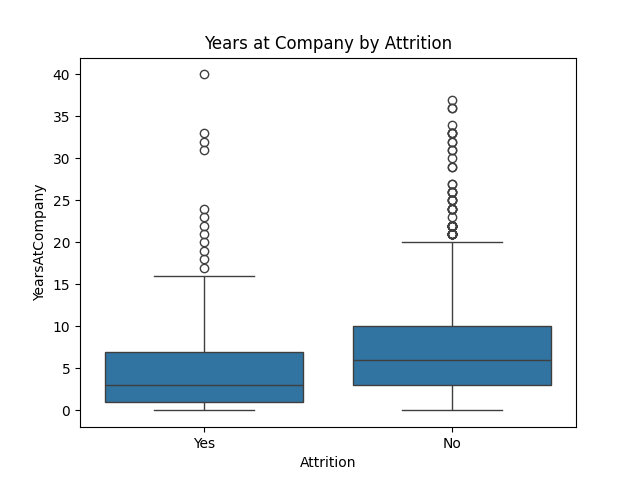 Years at Company by Attrition
YearsAtCompany
40
35
30
25
20
15
10
5
0
Yes No
Attrition